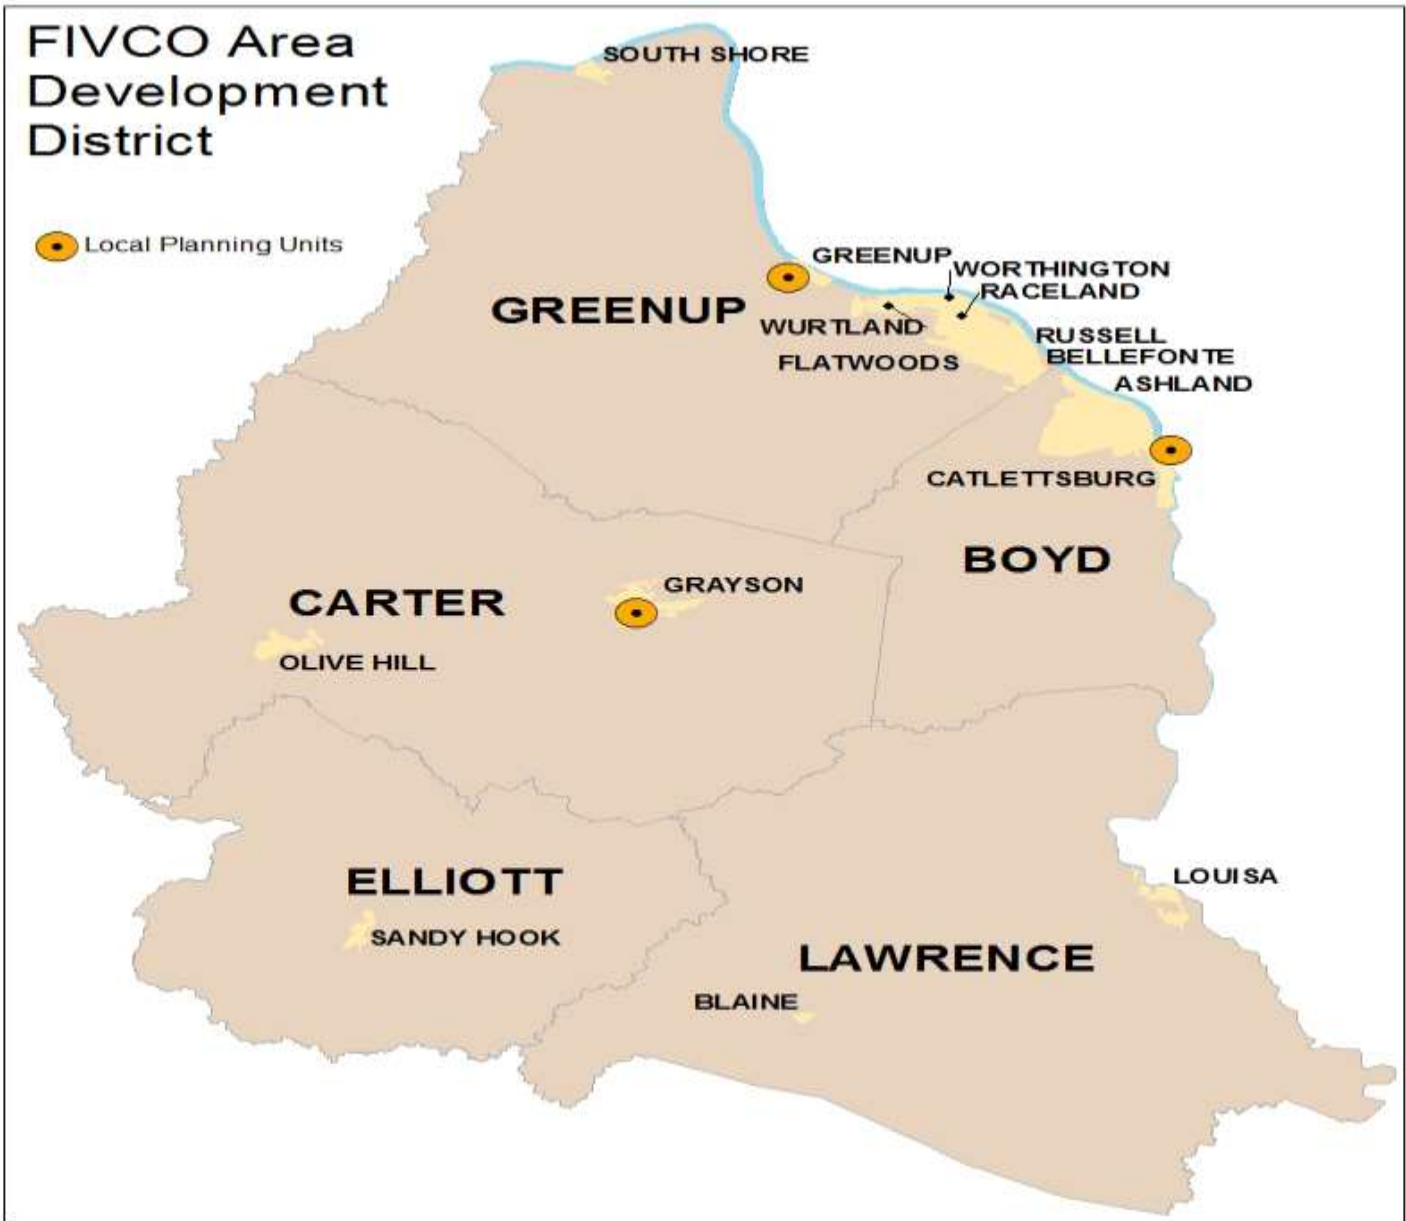 FIVCO Area
Development
District
Local Planning Units
SOUTH SHORE
GREENUP
WORTHINGTON
RACELAND
GREENUP
WURTLAND
RUSSELL
FLATWOODS
BELLEFONTE
ASHLAND
CATLETTSBURG
BOYD
GRAYSON
CARTER
OLIVE HILL
ELLIOTT
LOUISA
SANDY HOOK
LAWRENCE
BLAINE